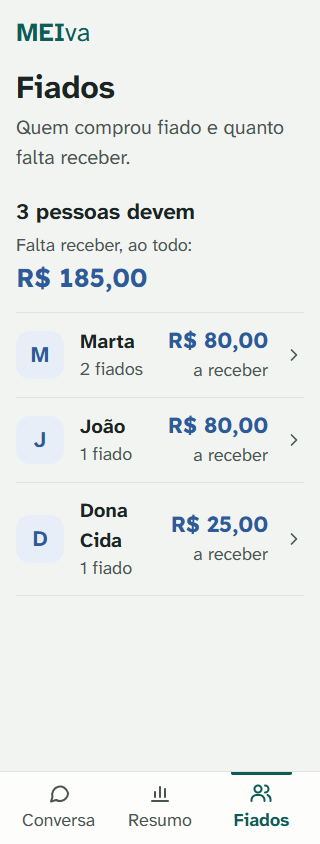 MEIva
Fiados
Quem comprou fiado e quanto
falta receber.
3 pessoas devem
Falta receber, ao todo:
R$ 185,00
M
Marta
2 fiados
R$ 80,00
a receber
J
João
1 fiado
R$ 80,00
a receber
D
Dona
Cida
1 fiado
R$ 25,00
a receber
Conversa
Resumo
Fiados